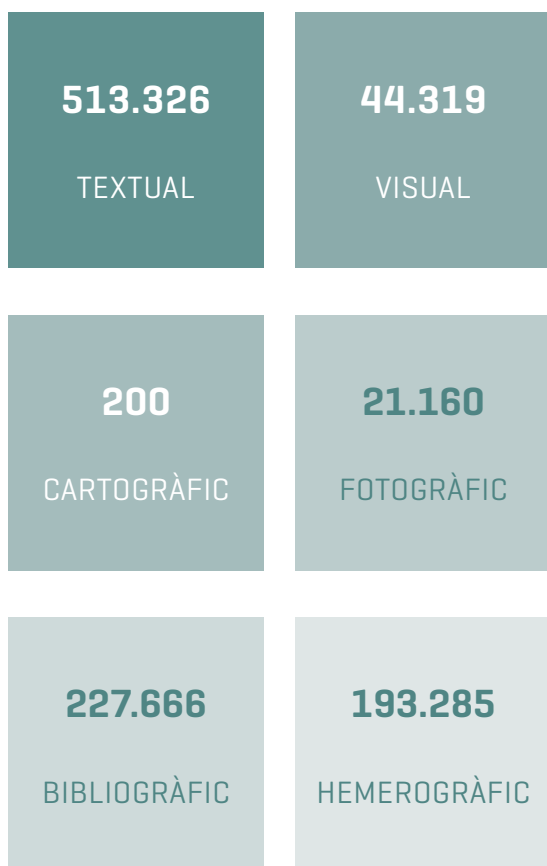 513.326
TEXTUAL
44.319
VISUAL
200
CARTOGRÀFIC
21.160
FOTOGRÀFIC
227.666
BIBLIOGRÀFIC
193.285
HEMEROGRÀFIC